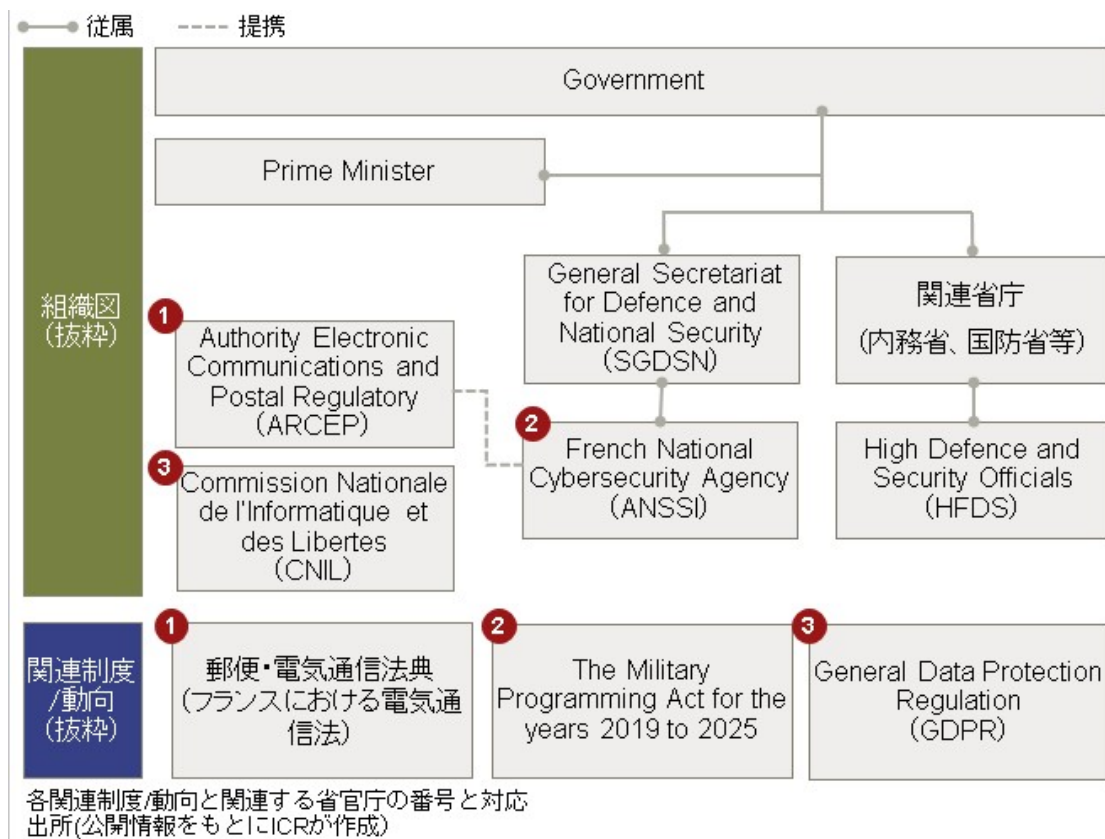 従属
提携
組織図
(抜粋)
Government
Prime Minister
General Secretariat
for Defence and
National Security
(SGDSN)
関連省庁
(内務省、国防省等)
1
Authority Electronic
Communications and
Postal Regulatory
(ARCEP)
2
French National
Cybersecurity Agency
(ANSSI)
High Defence and
Security Officials
(HFDS)
3
Commission Nationale
de l'Informatique et
des Libertes
(CNIL)
関連制度
/動向
(抜粋)
1
郵便・電気通信法典
(フランスにおける電気通
信法)
2
The Military
Programming Act for the
years 2019 to 2025
3
General Data Protection
Regulation
(GDPR)
各関連制度/動向と関連する省官庁の番号と対応
出所(公開情報をもとにICRが作成)